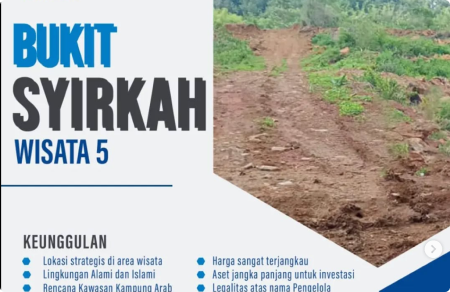 BUKIT
SYIRKAH
WISATA 5
KEUNGGULAN
Lokasi strategis di area wisata
Lingkungan Alami dan Islami
Rencana Kawasan Kampung Arab
Harga sangat terjangkau
Aset jangka panjang untuk investasi
Legalitas atas nama Pengelola